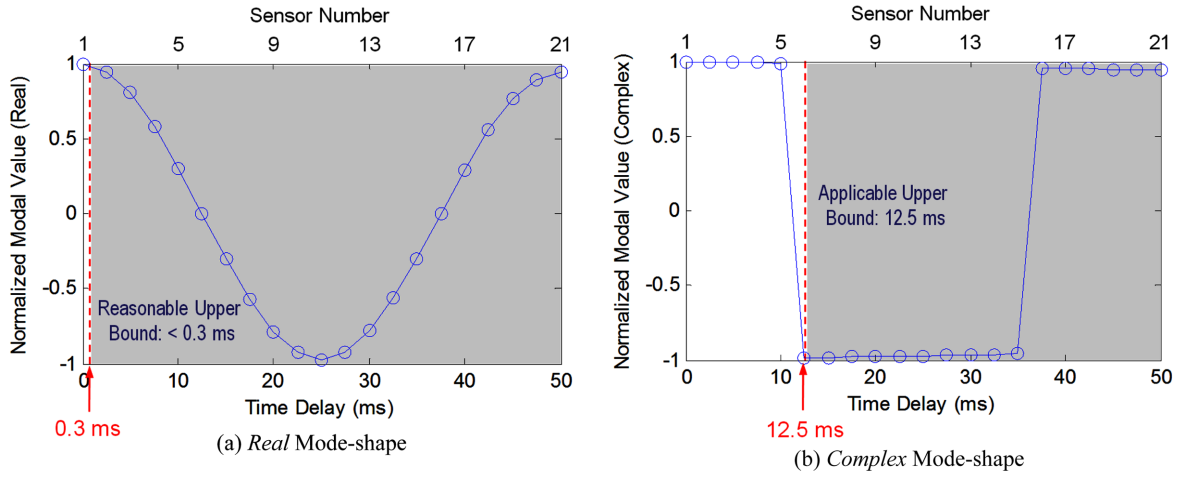 Sensor Number
1 5 9 13 17 21
Normalized Modal Value (Real)
1
0.5
0
-0.5
-1
Reasonable Upper
Bound: < 0.3 ms
0 10 20 30 40 50
Time Delay (ms)
0.3 ms
(a) Real Mode-shape
Sensor Number
1 5 9 13 17 21
Normalized Modal Value (Complex)
1
0.5
0
-0.5
-1
Applicable Upper
Bound: 12.5 ms
0 10 20 30 40 50
Time Delay (ms)
12.5 ms
(b) Complex Mode-shape